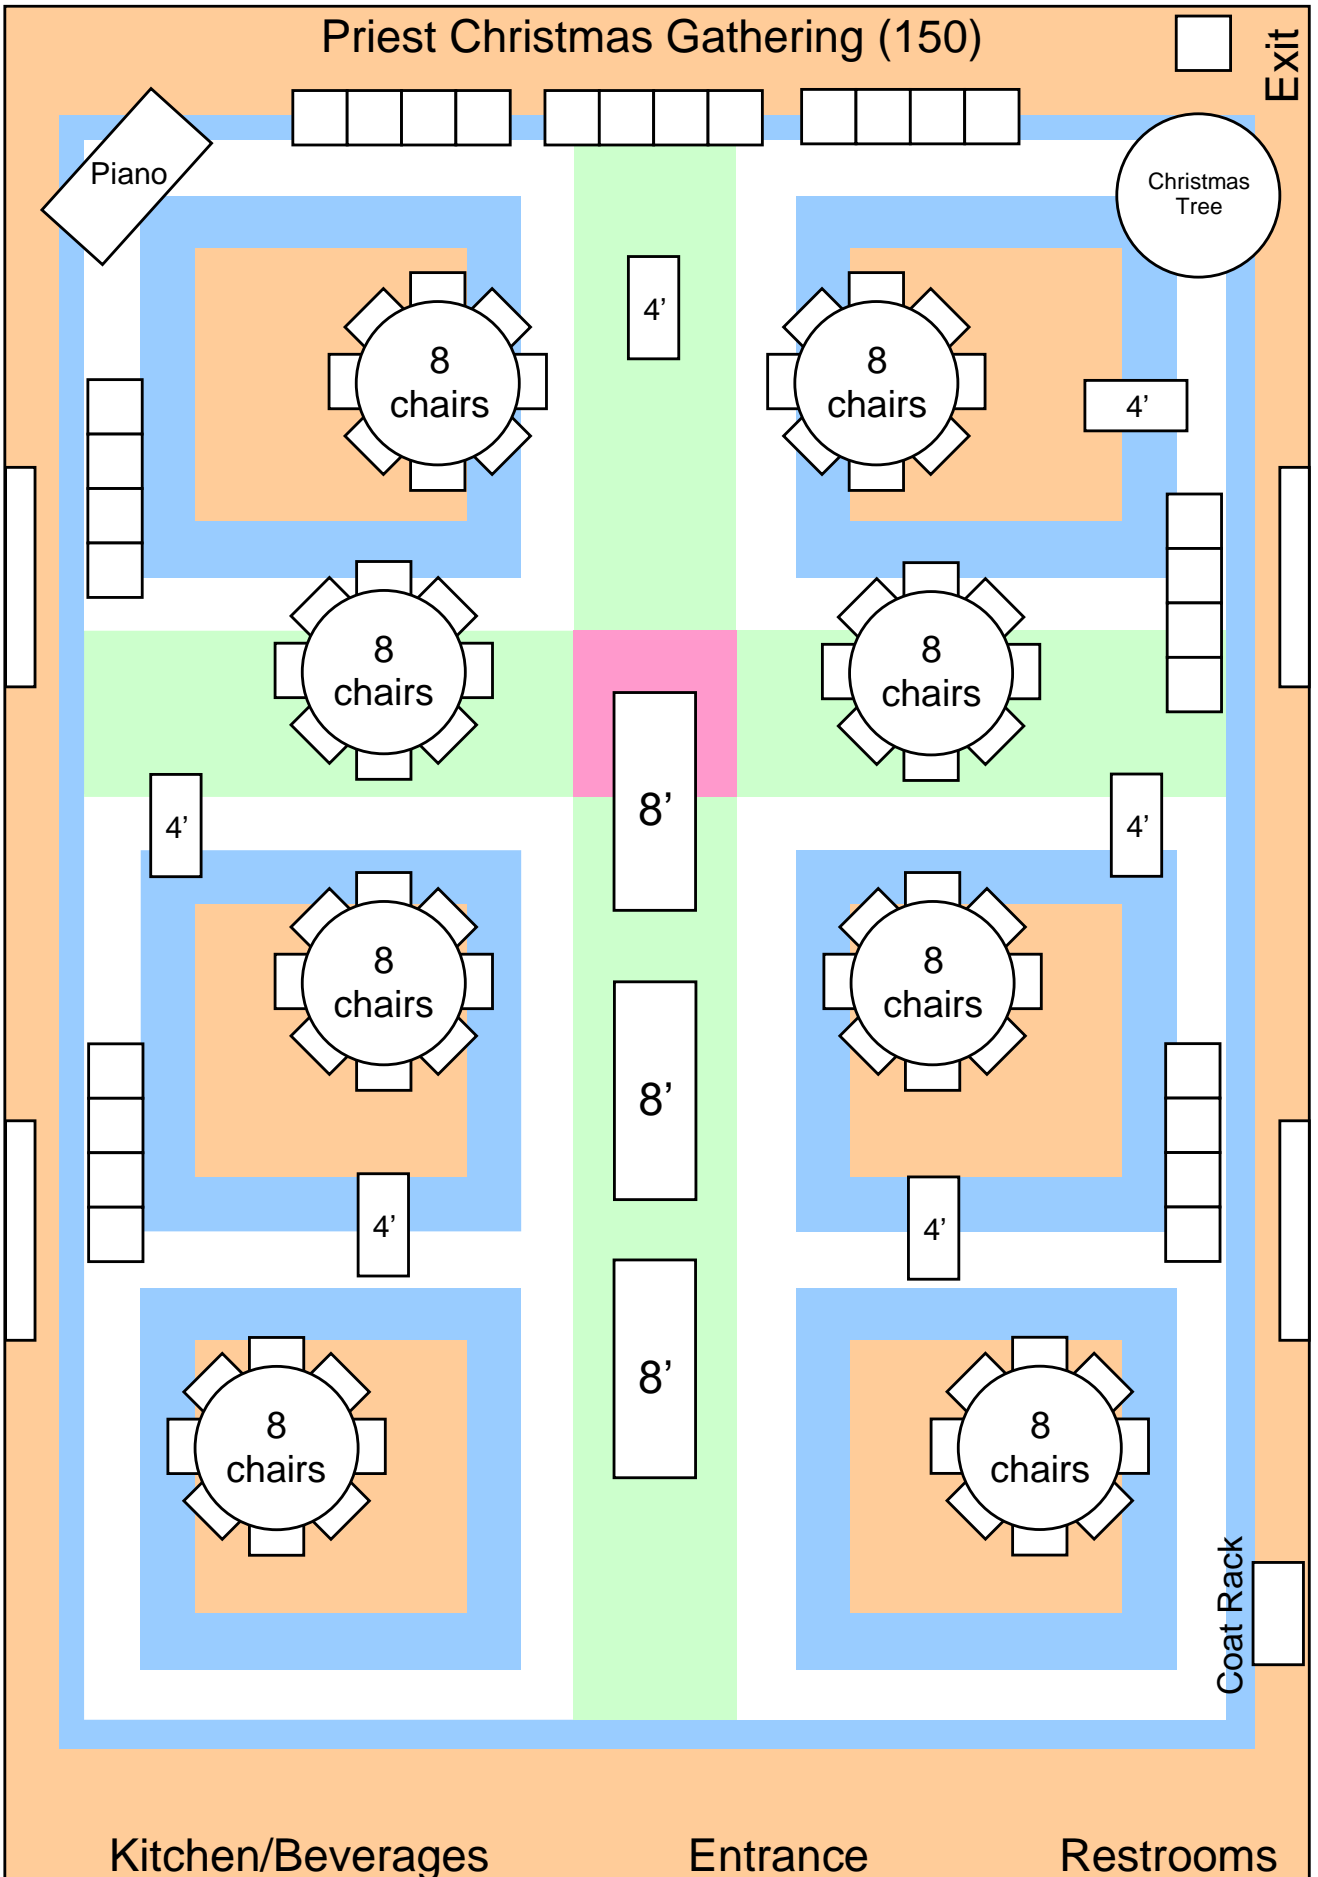 Priest Christmas Gathering (150)
Exit
Piano
Christmas
Tree
4’
8
chairs
8
chairs
4’
8
chairs
8
chairs
4’
8’
4’
8
chairs
8
chairs
8’
4’
4’
8’
8
chairs
8
chairs
Coat Rack
Kitchen/Beverages
Entrance
Restrooms